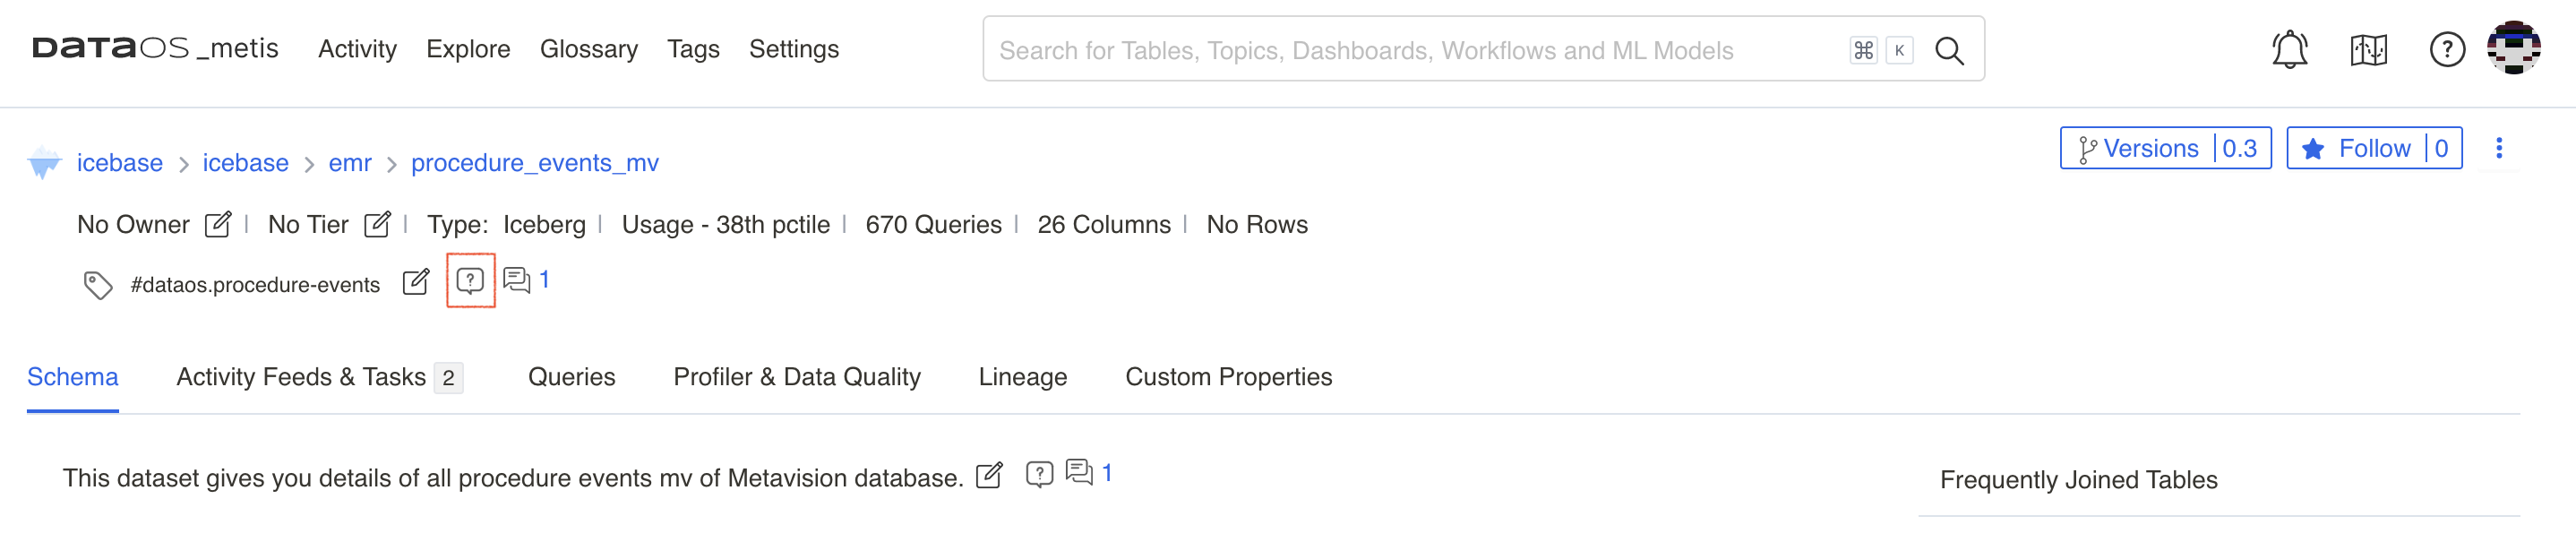 DATAOS _metis Activity Explore Glossary Tags Settings Search for Tables, Topics, Dashboards, Workflows and ML Models ⌘ K ?
icebase > icebase > emr > procedure_events_mv Versions | 0.3 Follow | 0
No Owner | No Tier | Type: Iceberg | Usage - 38th pctile | 670 Queries | 26 Columns | No Rows
#dataos.procedure-events ? 1
Schema Activity Feeds & Tasks 2 Queries Profiler & Data Quality Lineage Custom Properties
This dataset gives you details of all procedure events mv of Metavision database. ? 1
Frequently Joined Tables